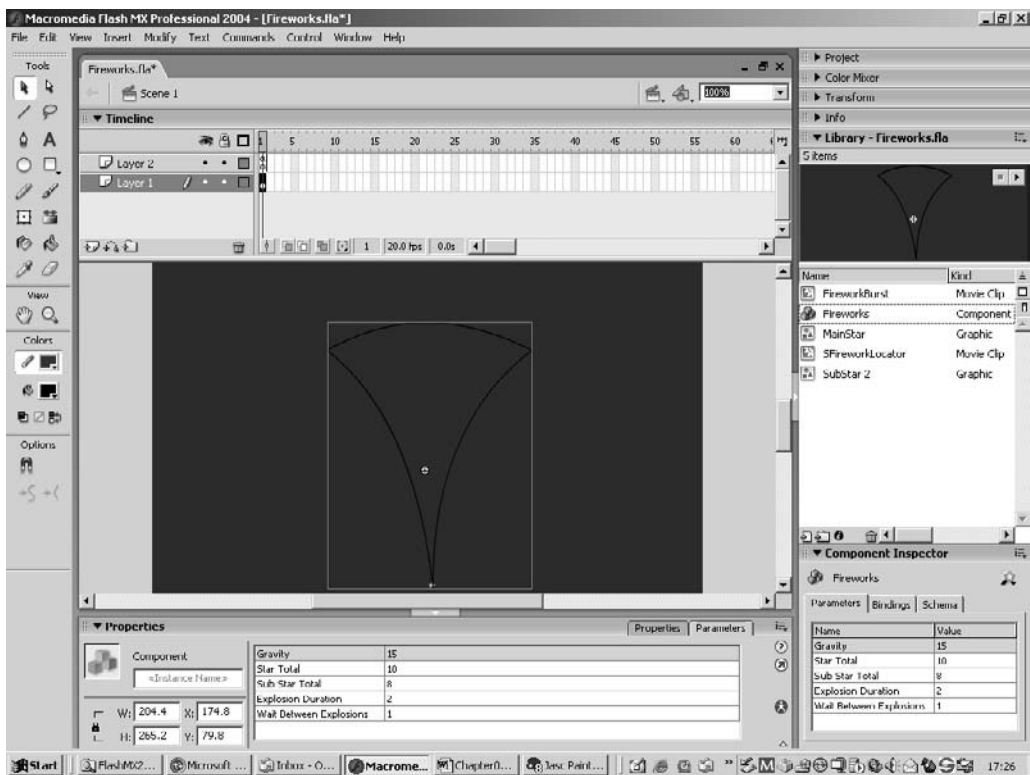 Macromedia Flash MX Professional 2004 - [Fireworks.fla*]
File Edit View Insert Modify Text Commands Control Window Help
Tools
View
Colors
Options
Fireworks.fla*
Scene 1
100%
Timeline
1 5 10 15 20 25 30 35 40 45 50 55 60
Layer 2
Layer 1
1 20.0 fps 0.0s
Project
Color Mixer
Transform
Info
Library - Fireworks.fla
5 items
Name Kind
FireworkBurst Movie Clip
Fireworks Component
MainStar Graphic
SFireworkLocator Movie Clip
SubStar 2 Graphic
Component Inspector
Fireworks
Parameters Bindings Schema
Name Value
Gravity 15
Star Total 10
Sub Star Total 8
Explosion Duration 2
Wait Between Explosions 1
Properties
Properties Parameters
Component
<Instance Name>
W: 204.4 X: 174.8
H: 265.2 Y: 79.8
Gravity 15
Star Total 10
Sub Star Total 8
Explosion Duration 2
Wait Between Explosions 1
Start FlashMX2... Microsoft ... Inbox - O... Macrome... Chapter0... Jasc Paint... 17:26